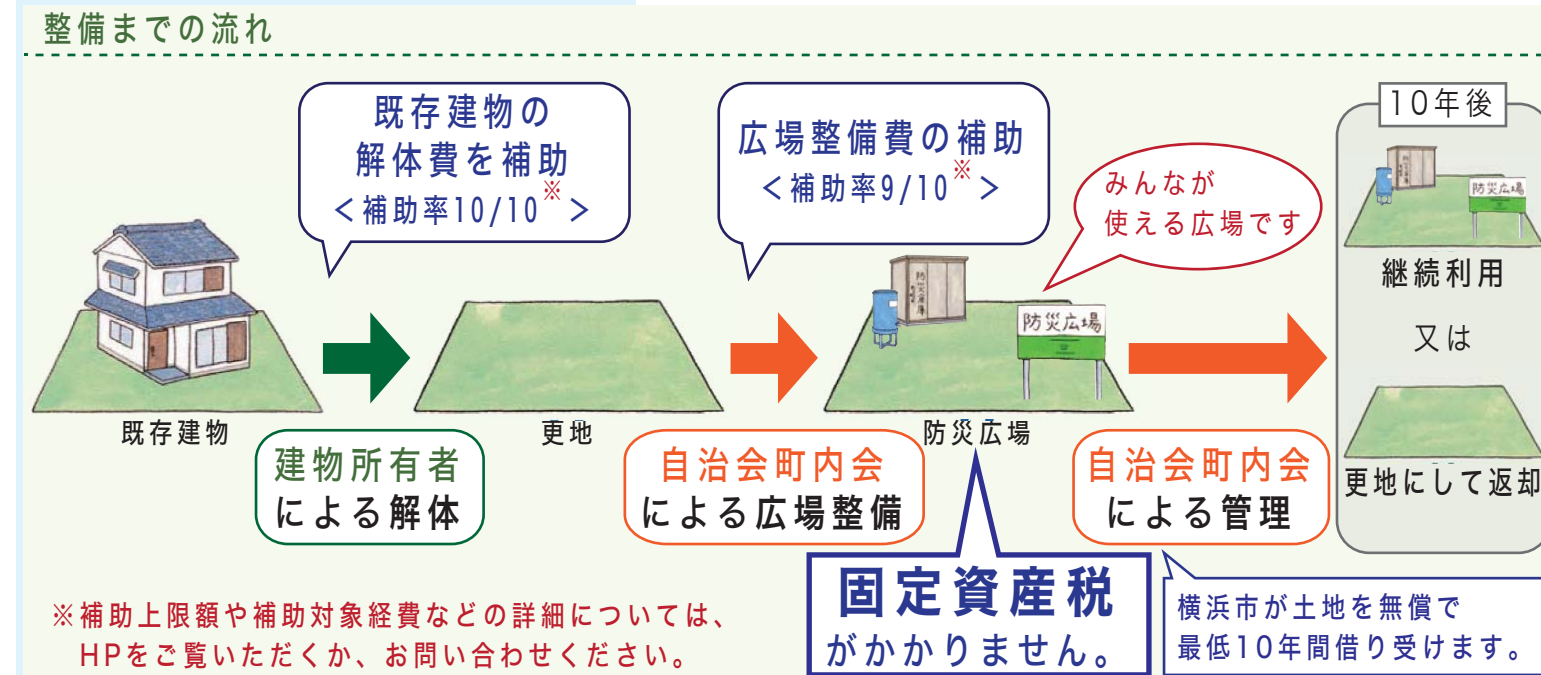 整備までの流れ
既存建物の
解体費を補助
＜補助率10/10※＞
広場整備費の補助
＜補助率9/10※＞
みんなが
使える広場です
10年後
防災広場
継続利用
又は
更地にして返却
防災倉庫
防災広場
既存建物
更地
防災広場
建物所有者
による解体
自治会町内会
による広場整備
自治会町内会
による管理
固定資産税
がかかりません。
横浜市が土地を無償で
最低10年間借り受けます。
※補助上限額や補助対象経費などの詳細については、
HPをご覧いただくか、お問い合わせください。